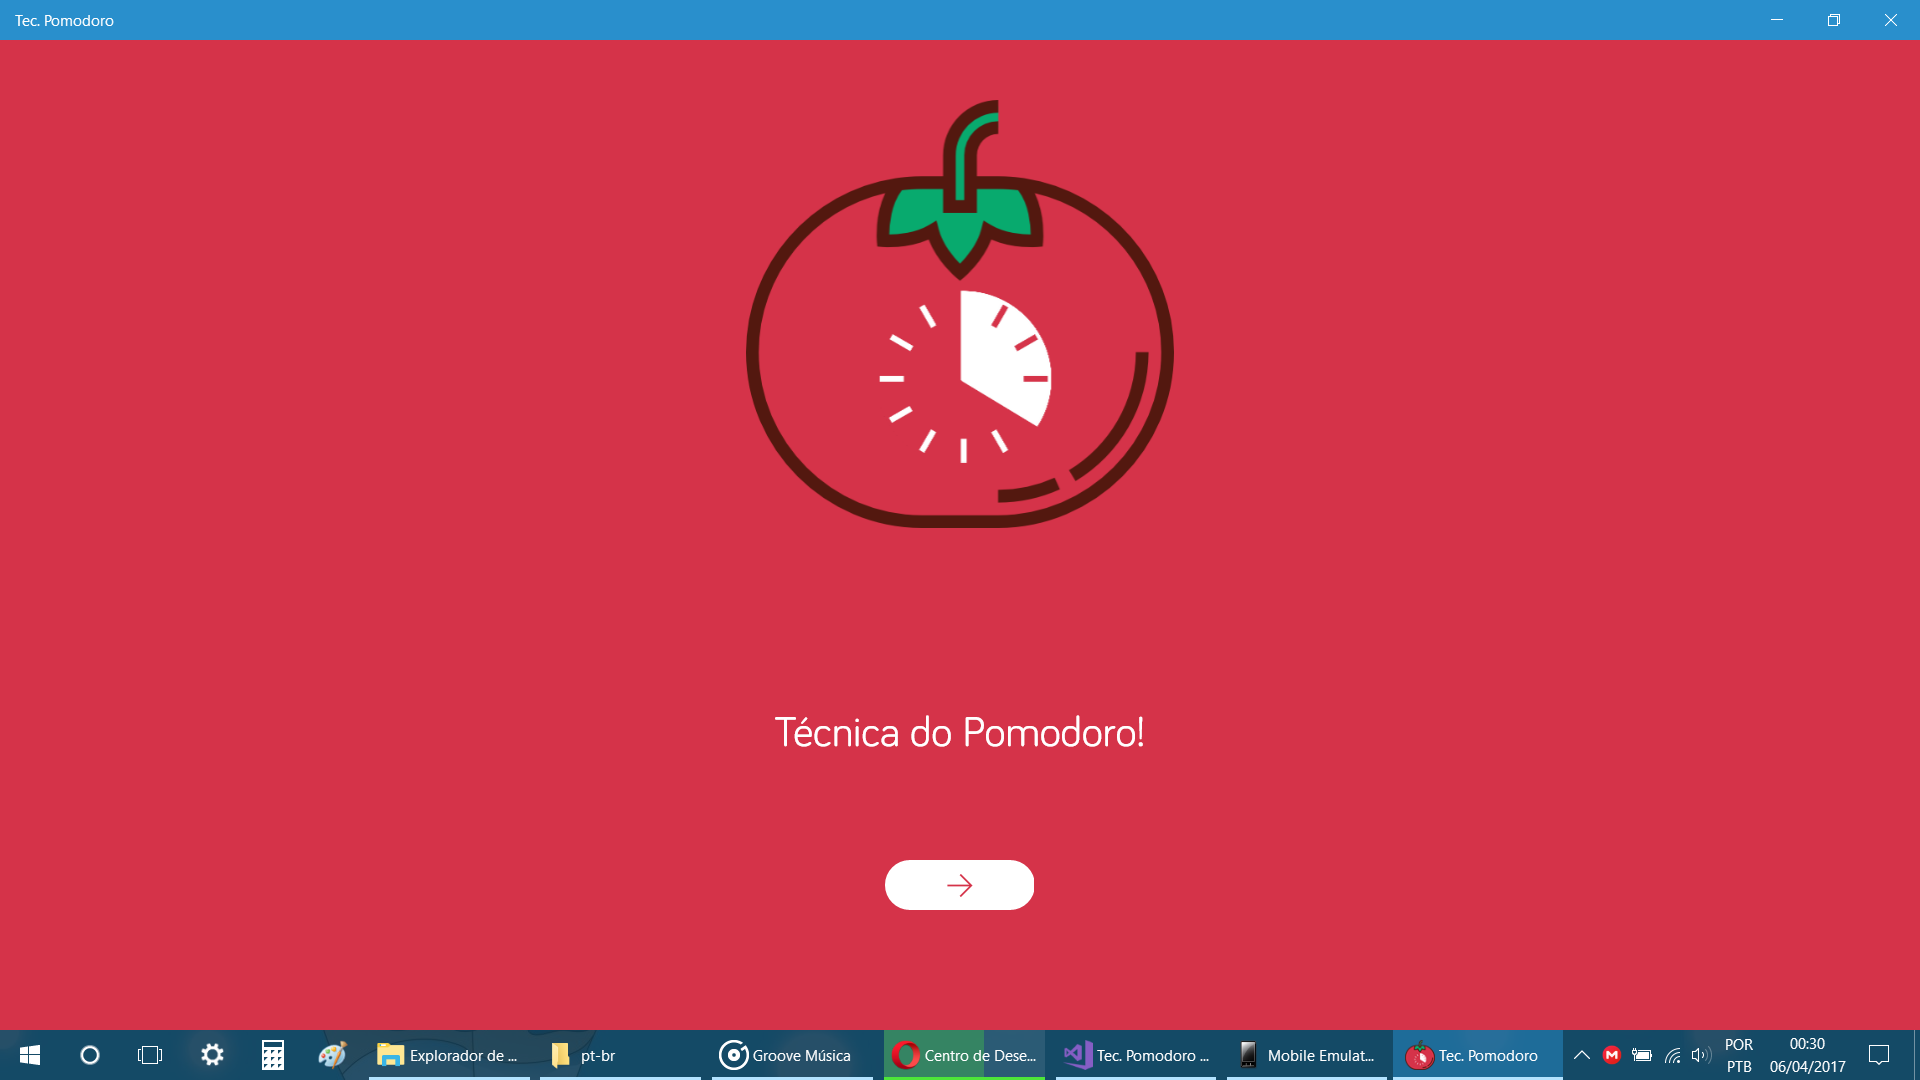 Tec. Pomodoro
Técnica do Pomodoro!
Explorador de ...
pt-br
Groove Música
Centro de Dese...
Tec. Pomodoro ...
Mobile Emulat...
Tec. Pomodoro
M
POR
PTB
00:30
06/04/2017